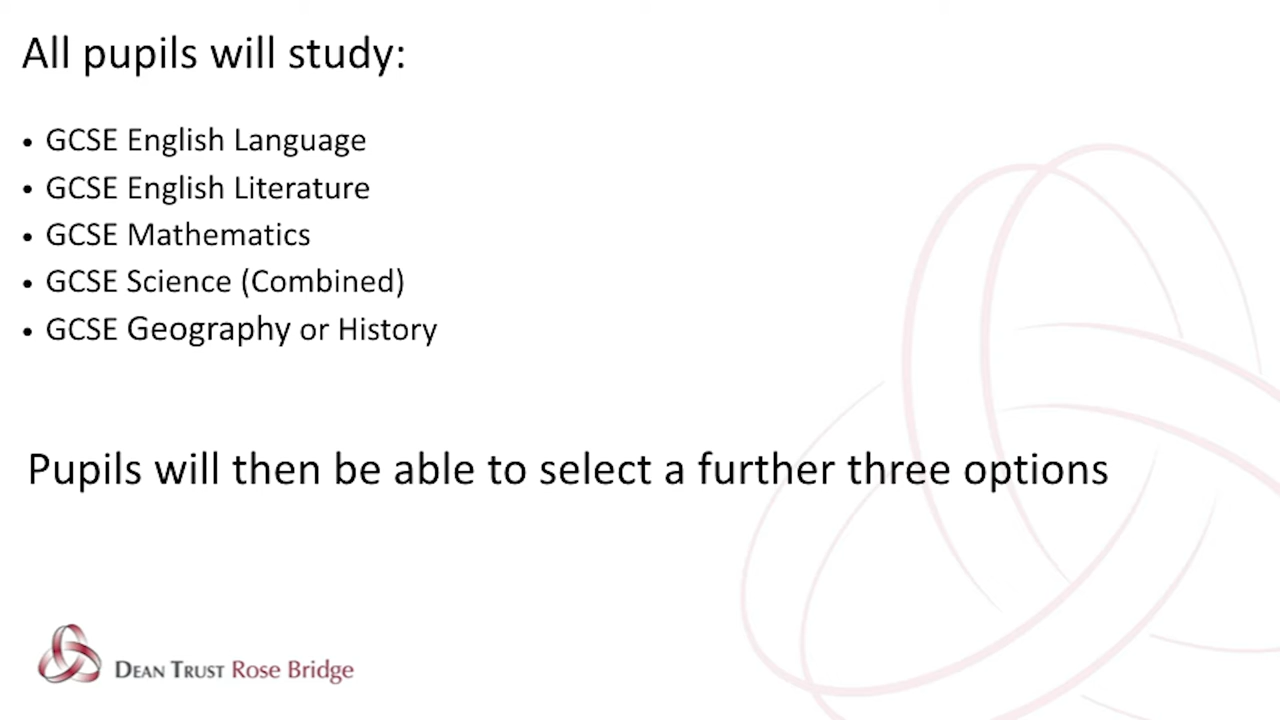 All pupils will study:
• GCSE English Language
• GCSE English Literature
• GCSE Mathematics
• GCSE Science (Combined)
• GCSE Geography or History
Pupils will then be able to select a further three options
DEAN TRUST Rose Bridge